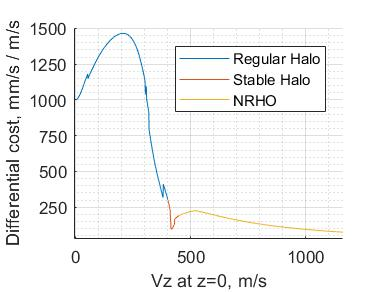 Differential cost, mm/s / m/s
1500
1250
1000
750
500
250
Regular Halo
Stable Halo
NRHO
0
500
1000
Vz at z=0, m/s